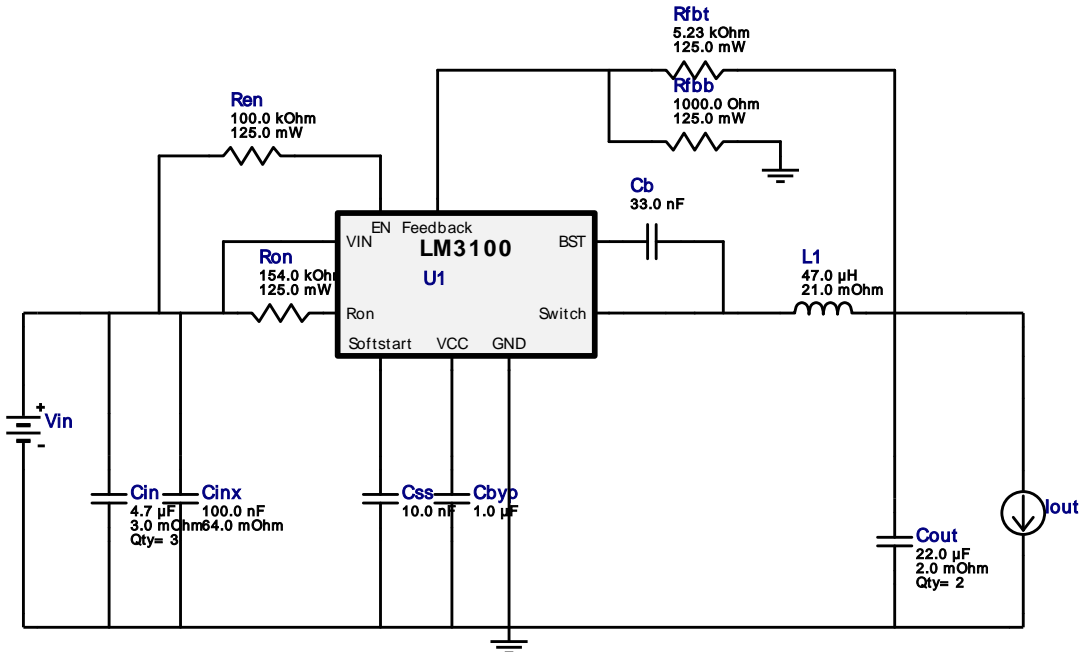 Rfbt
5.23 kOhm
125.0 mW
Rfbb
1000.0 Ohm
125.0 mW
Ren
100.0 kOhm
125.0 mW
Cb
33.0 nF
EN Feedback
VIN
LM3100
BST
U1
Ron
154.0 kOh
125.0 mW
L1
47.0 µH
21.0 mOhm
Ron
Switch
Softstart VCC GND
+
Vin
-
Cin
4.7 µF
3.0 mOhm
Qty= 3
Cinx
100.0 nF
64.0 mOhm
Css
10.0 nF
Cbyp
1.0 µF
Iout
Cout
22.0 µF
2.0 mOhm
Qty= 2